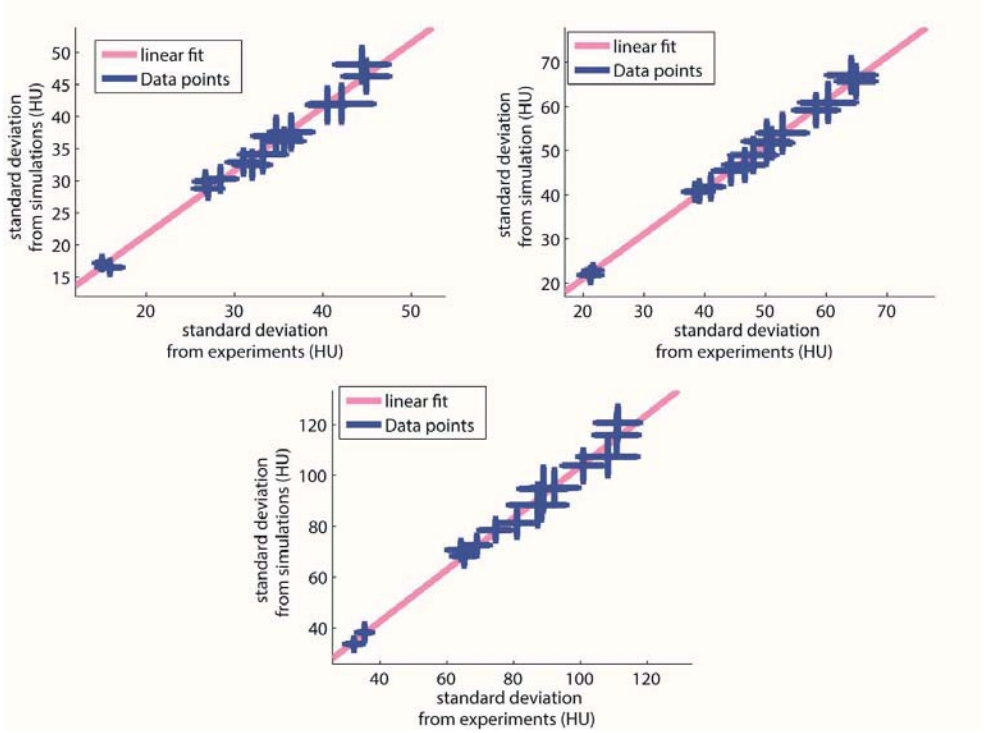 linear fit
Data points
50
45
40
35
30
25
20
15
standard deviation
from simulations (HU)
20
30
40
50
standard deviation
from experiments (HU)
linear fit
Data points
70
60
50
40
30
20
standard deviation
from simulation (HU)
20
30
40
50
60
70
standard deviation
from experiments (HU)
linear fit
Data points
120
100
80
60
40
standard deviation
from simulations (HU)
40
60
80
100
120
standard deviation
from experiments (HU)